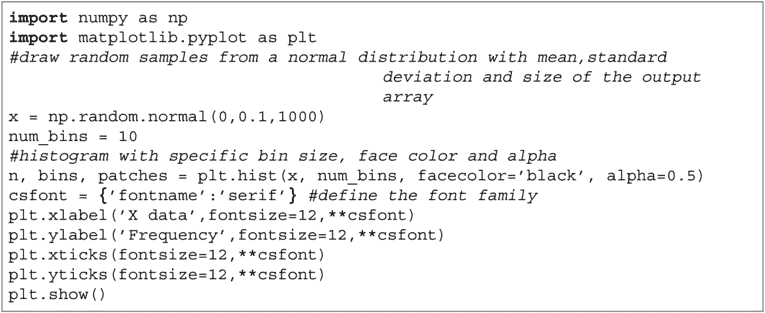 import numpy as np
import matplotlib.pyplot as plt
#draw random samples from a normal distribution with mean,standard
deviation and size of the output
array
x = np.random.normal(0,0.1,1000)
num_bins = 10
#histogram with specific bin size, face color and alpha
n, bins, patches = plt.hist(x, num_bins, facecolor=’black’, alpha=0.5)
csfont = {’fontname’:’serif’} #define the font family
plt.xlabel(’X data’,fontsize=12,**csfont)
plt.ylabel(’Frequency’,fontsize=12,**csfont)
plt.xticks(fontsize=12,**csfont)
plt.yticks(fontsize=12,**csfont)
plt.show()